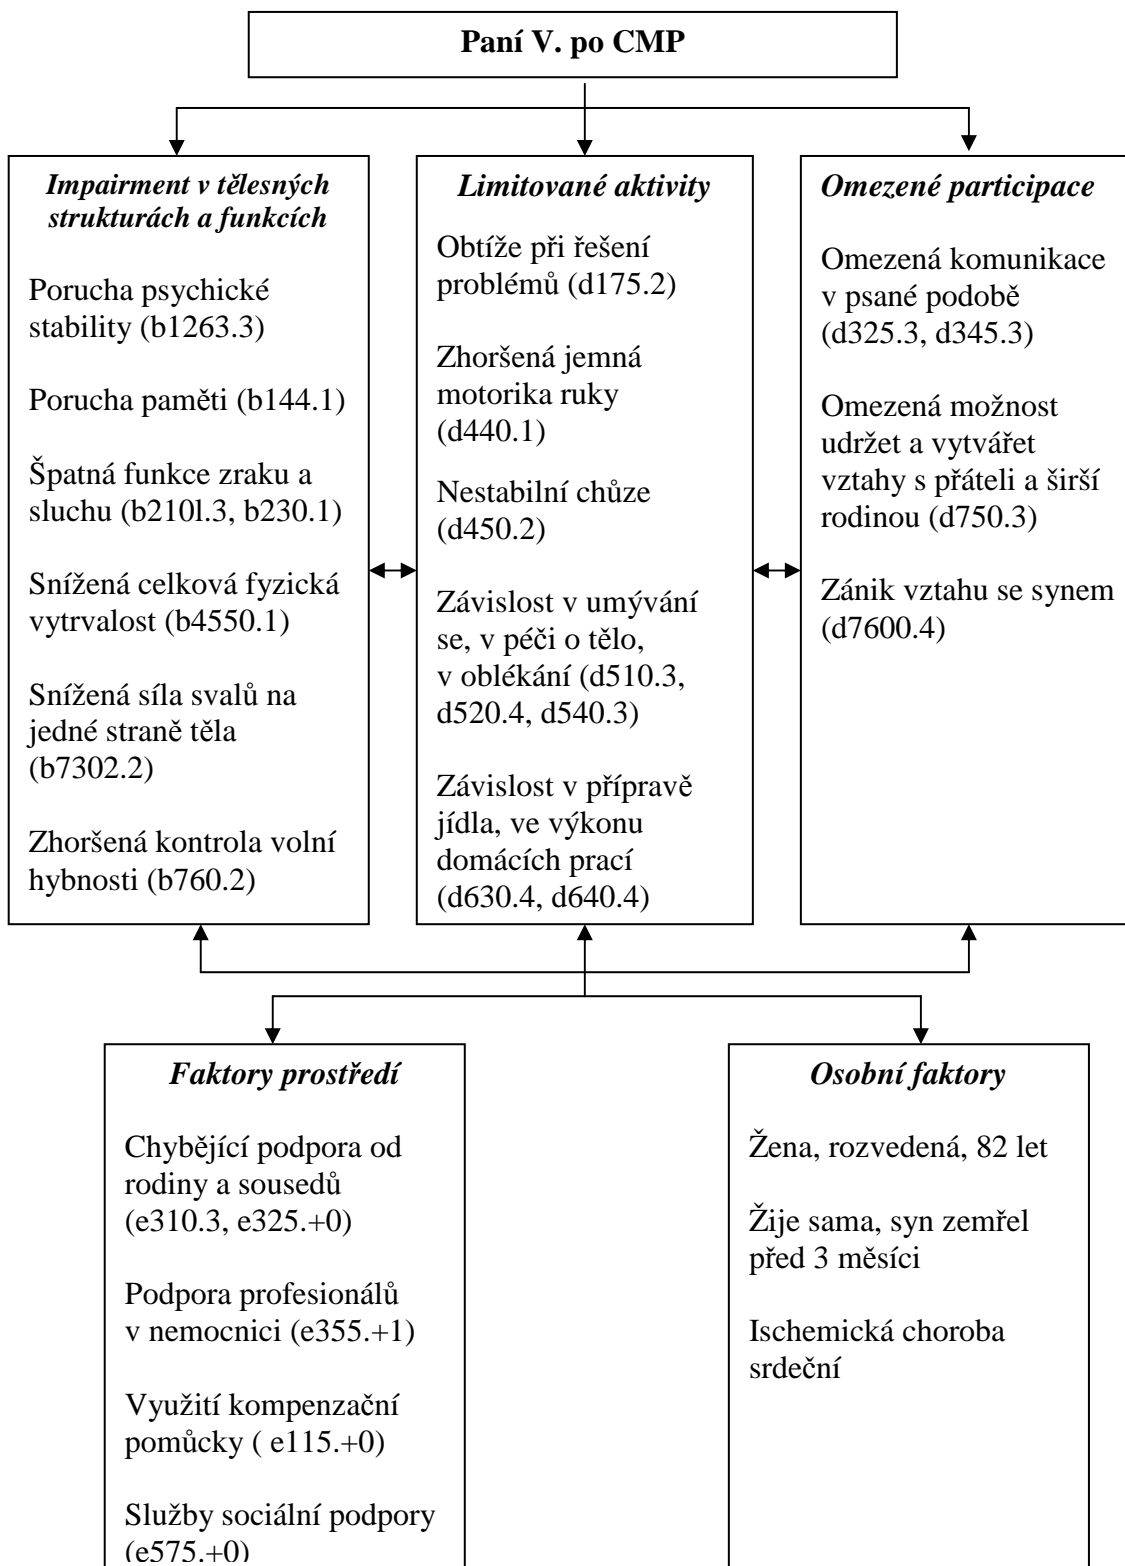 Paní V. po CMP
Impairment v tělesných
strukturách a funkcích
Porucha psychické
stability (b1263.3)
Porucha paměti (b144.1)
Špatná funkce zraku a
sluchu (b210l.3, b230.1)
Snížená celková fyzická
vytrvalost (b4550.1)
Snížená síla svalů na
jedné straně těla
(b7302.2)
Zhoršená kontrola volní
hybnosti (b760.2)
Limitované aktivity
Obtíže při řešení
problémů (d175.2)
Zhoršená jemná
motorika ruky
(d440.1)
Nestabilní chůze
(d450.2)
Závislost v umývání
se, v péči o tělo,
v oblékání (d510.3,
d520.4, d540.3)
Závislost v přípravě
jídla, ve výkonu
domácích prací
(d630.4, d640.4)
Omezené participace
Omezená komunikace
v psané podobě
(d325.3, d345.3)
Omezená možnost
udržet a vytvářet
vztahy s přáteli a širší
rodinou (d750.3)
Zánik vztahu se synem
(d7600.4)
Faktory prostředí
Chybějící podpora od
rodiny a sousedů
(e310.3, e325.+0)
Podpora profesionálů
v nemocnici (e355.+1)
Využití kompenzační
pomůcky ( e115.+0)
Služby sociální podpory
(e575.+0)
Osobní faktory
Žena, rozvedená, 82 let
Žije sama, syn zemřel
před 3 měsíci
Ischemická choroba
srdeční